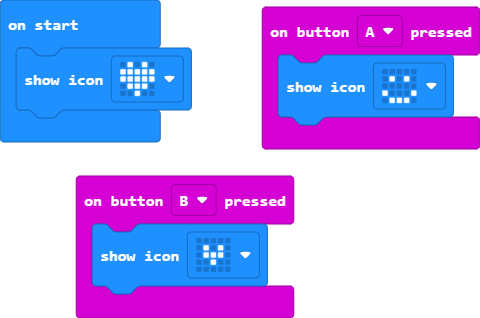 on start
show icon
on button A pressed
show icon
on button B pressed
show icon